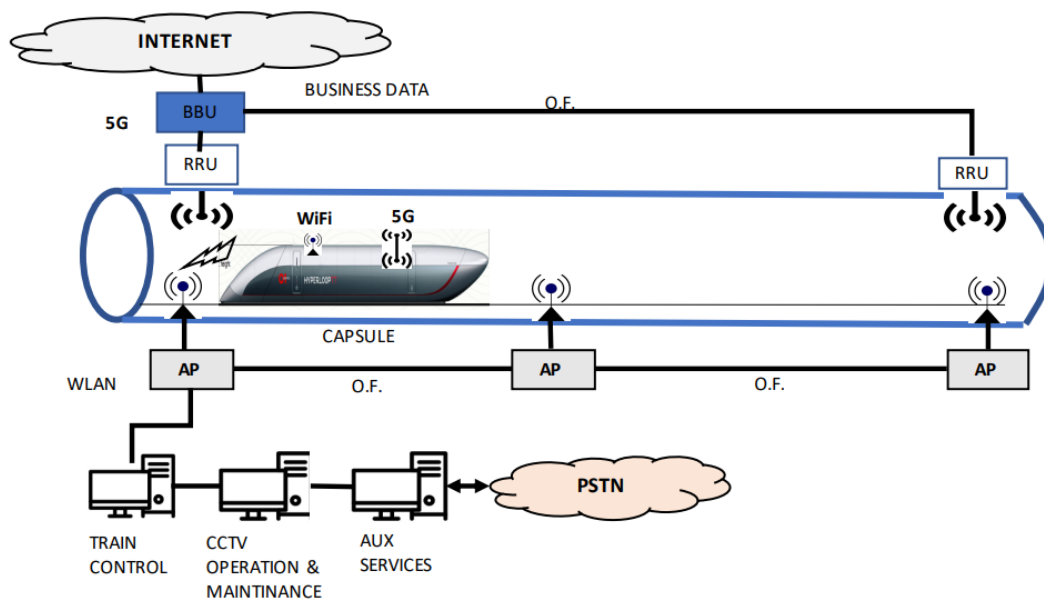 INTERNET
BUSINESS DATA
O.F.
5G
BBU
RRU
RRU
WiFi
5G
HYPERLOOP
CAPSULE
WLAN
AP
AP
AP
O.F.
O.F.
PSTN
TRAIN
CONTROL
CCTV
OPERATION &
MAINTINANCE
AUX
SERVICES